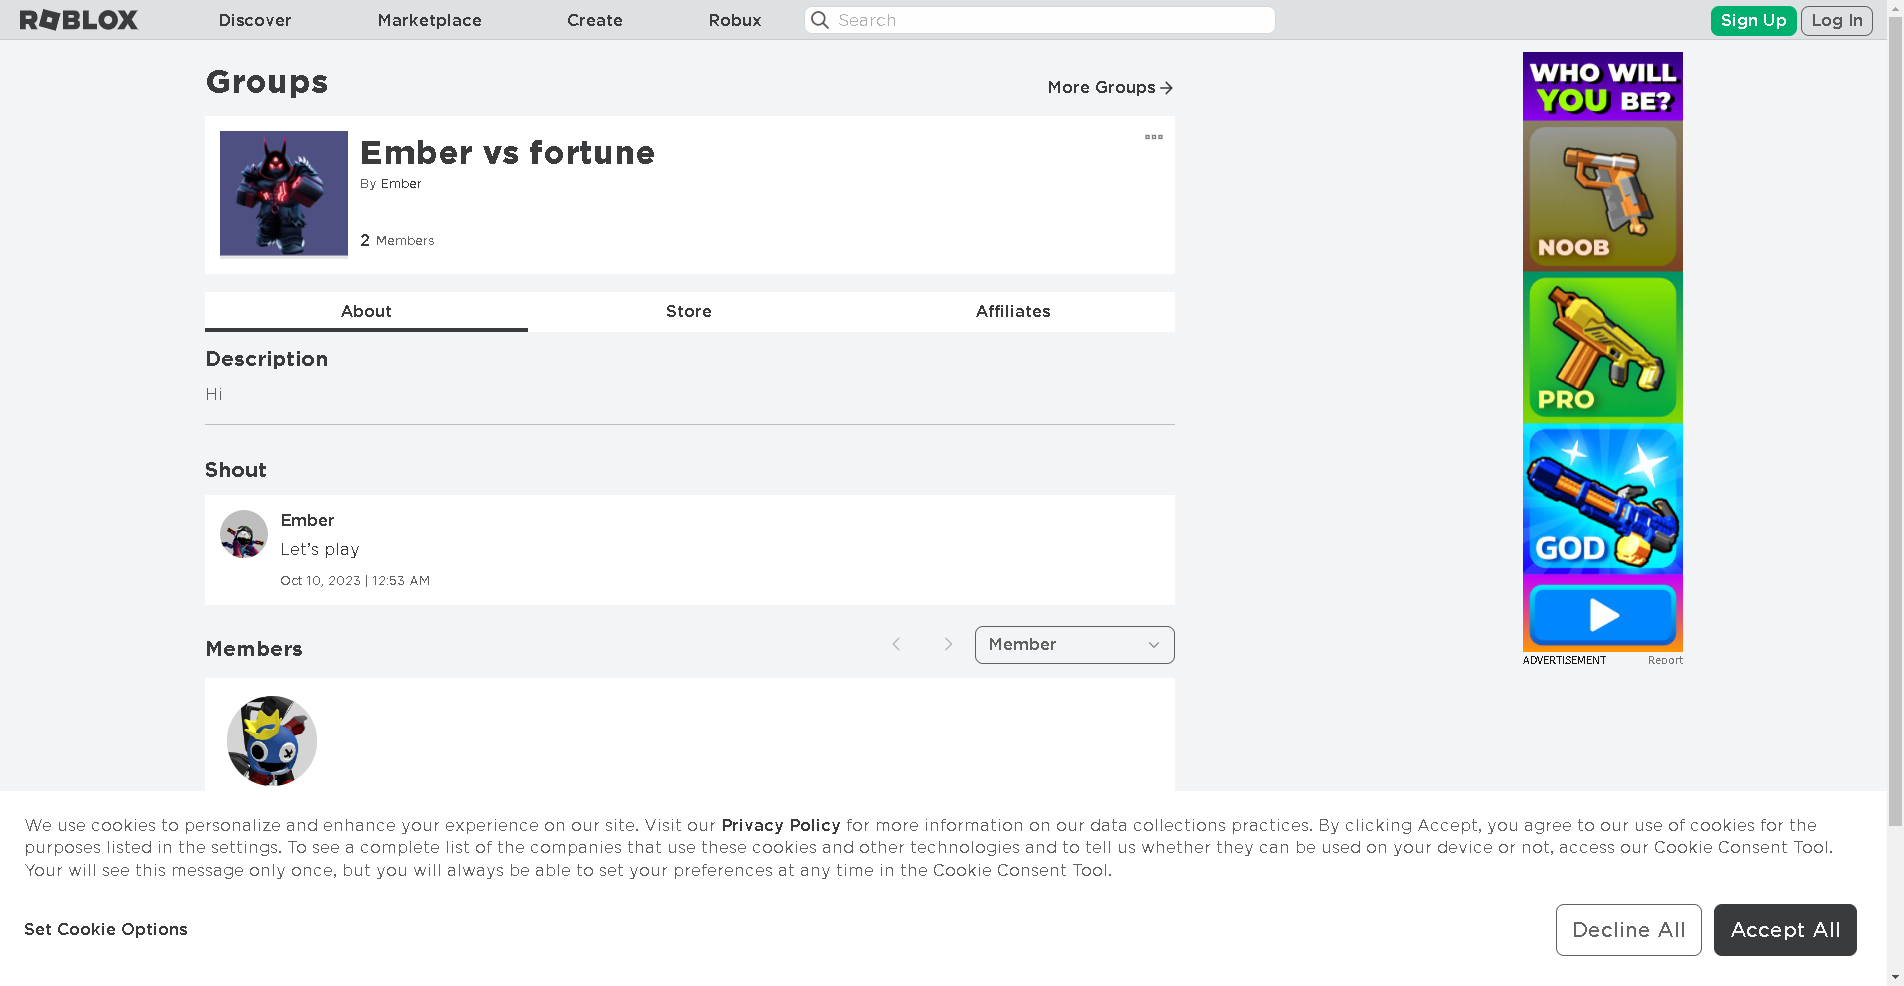 ROBLOX Discover Marketplace Create Robux Search Sign Up Log In
Groups
More Groups
Ember vs fortune
By Ember
2 Members
About Store Affiliates
Description
Hi
Shout
Ember
Let's play
Oct 10, 2023 | 12:53 AM
Members
Member
WHO WILL
YOU BE?
NOOB
PRO
GOD
ADVERTISEMENT Report
We use cookies to personalize and enhance your experience on our site. Visit our Privacy Policy for more information on our data collections practices. By clicking Accept, you agree to our use of cookies for the
purposes listed in the settings. To see a complete list of the companies that use these cookies and other technologies and to tell us whether they can be used on your device or not, access our Cookie Consent Tool.
Your will see this message only once, but you will always be able to set your preferences at any time in the Cookie Consent Tool.
Set Cookie Options
Decline All
Accept All